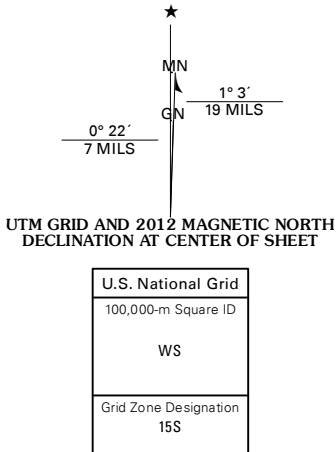 ★
MN
GN
1° 3´
19 MILS
0° 22´
7 MILS
UTM GRID AND 2012 MAGNETIC NORTH
DECLINATION AT CENTER OF SHEET
U.S. National Grid
100,000-m Square ID
WS
Grid Zone Designation
15S